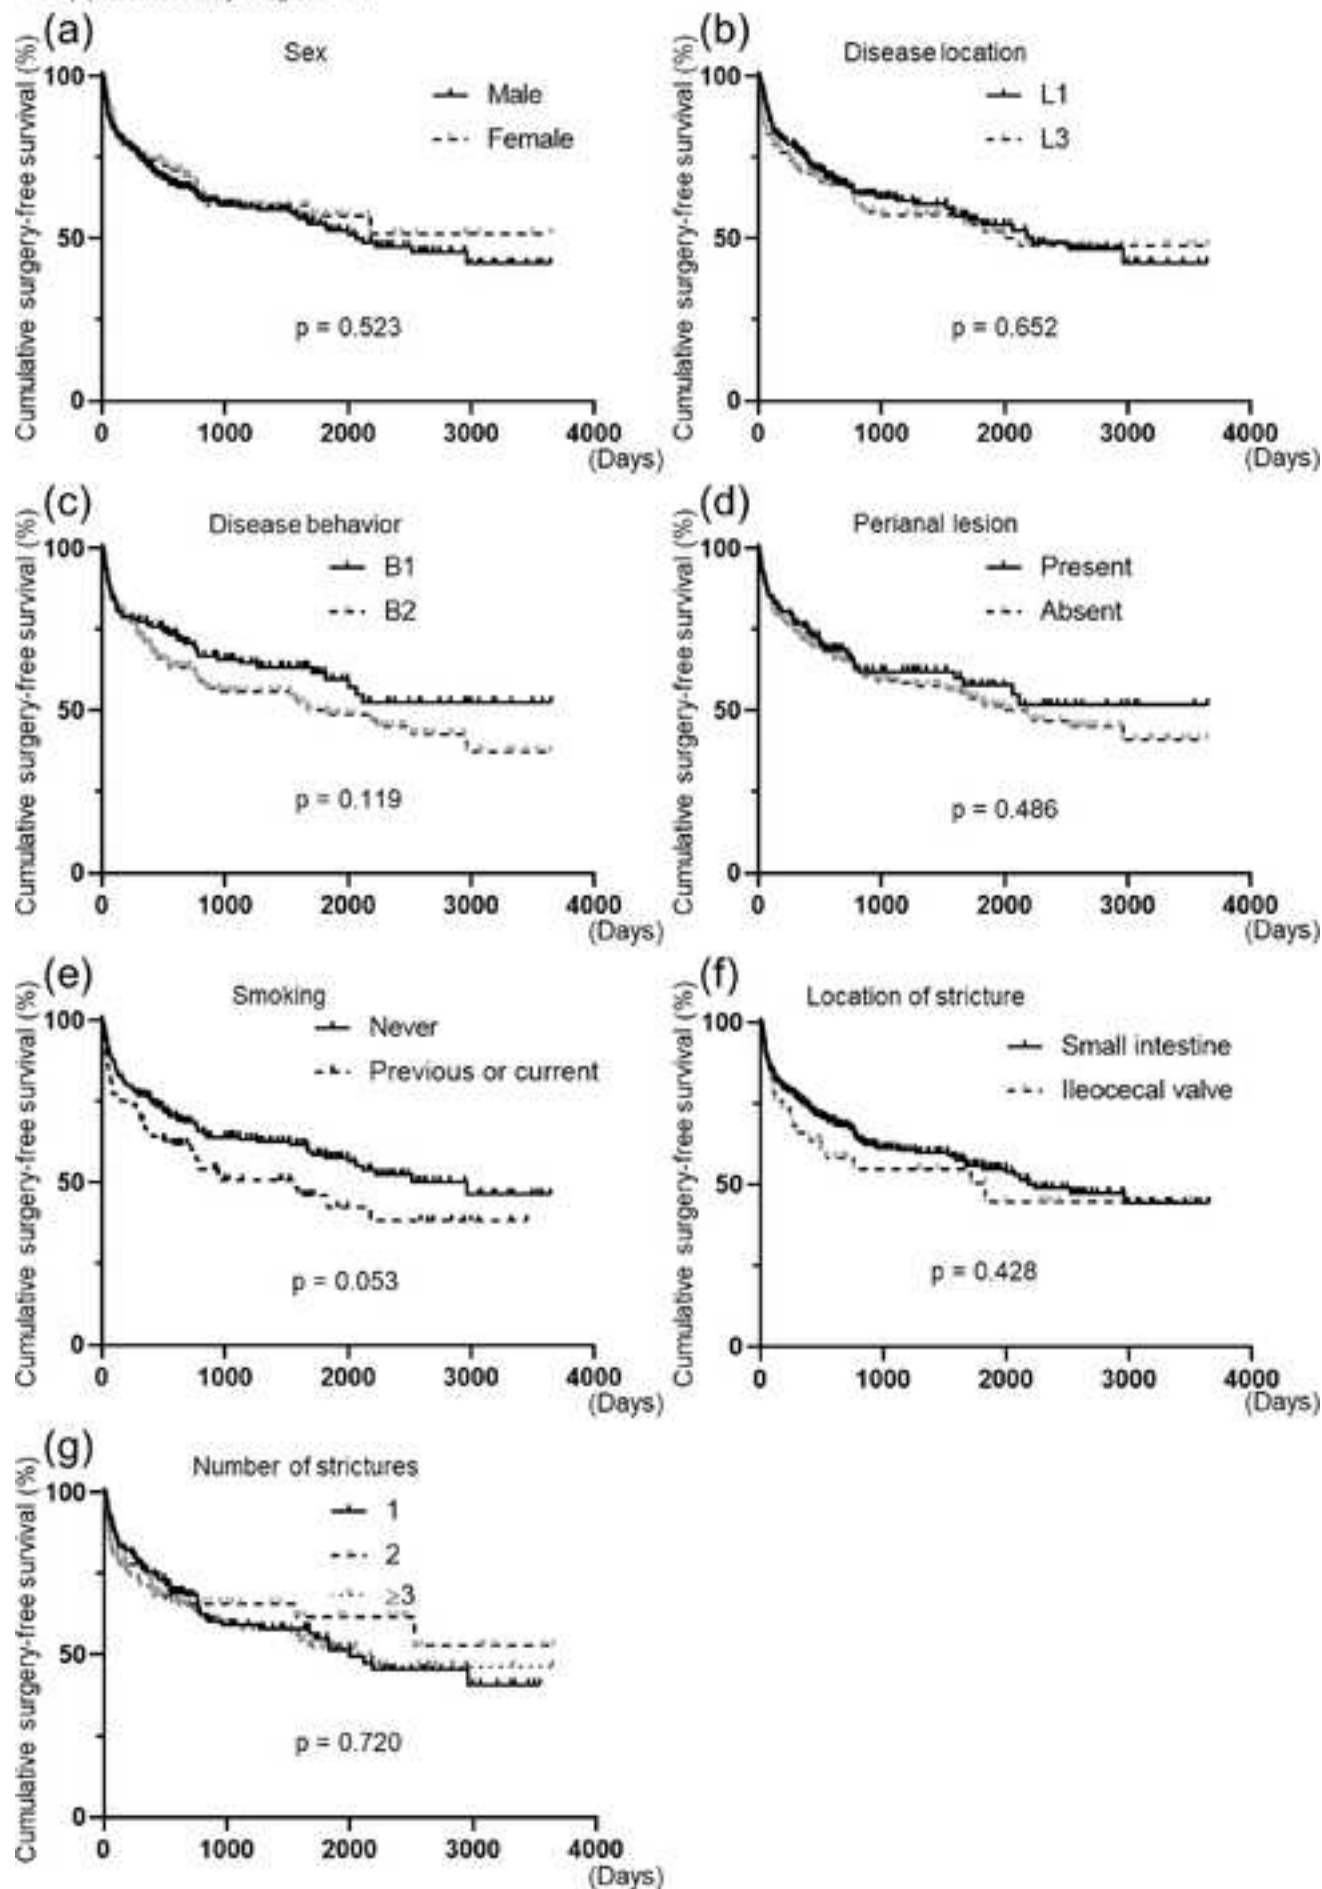 (a)
Sex
Cumulative surgery-free survival (%)
100
50
0
Male
Female
p = 0.523
0 1000 2000 3000 4000
(Days)
(b)
Disease location
Cumulative surgery-free survival (%)
100
50
0
L1
L3
p = 0.652
0 1000 2000 3000 4000
(Days)
(c)
Disease behavior
Cumulative surgery-free survival (%)
100
50
0
B1
B2
p = 0.119
0 1000 2000 3000 4000
(Days)
(d)
Perianal lesion
Cumulative surgery-free survival (%)
100
50
0
Present
Absent
p = 0.486
0 1000 2000 3000 4000
(Days)
(e)
Smoking
Cumulative surgery-free survival (%)
100
50
0
Never
Previous or current
p = 0.053
0 1000 2000 3000 4000
(Days)
(f)
Location of stricture
Cumulative surgery-free survival (%)
100
50
0
Small intestine
Ileocecal valve
p = 0.428
0 1000 2000 3000 4000
(Days)
(g)
Number of strictures
Cumulative surgery-free survival (%)
100
50
0
1
2
≥3
p = 0.720
0 1000 2000 3000 4000
(Days)